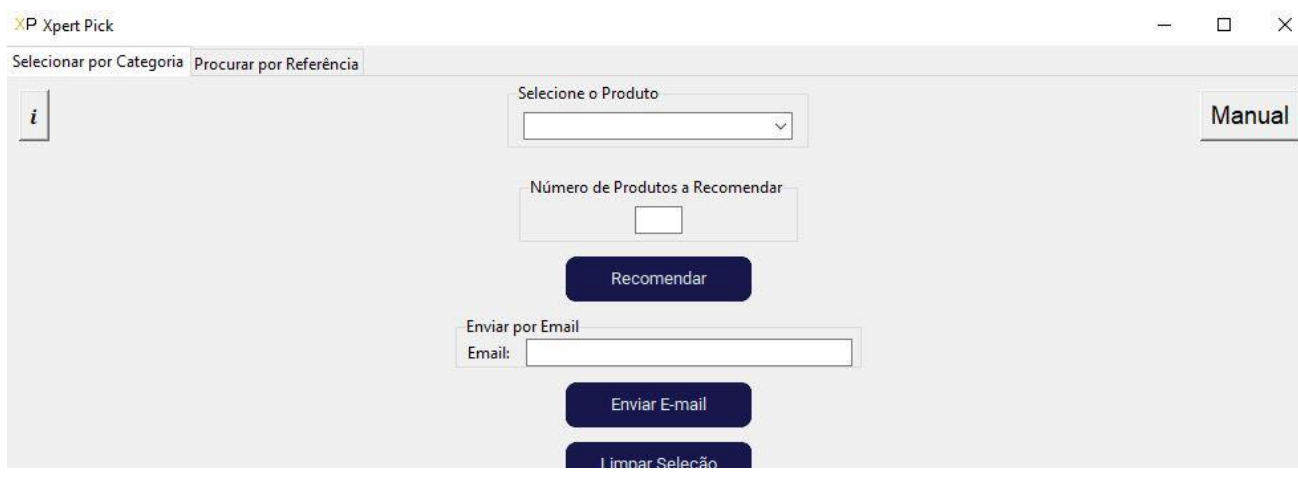 XP Xpert Pick
Selecionar por Categoria Procurar por Referência
i
Selecione o Produto
Manual
Número de Produtos a Recomendar
Recomendar
Enviar por Email
Email:
Enviar E-mail
Limpar Seleção